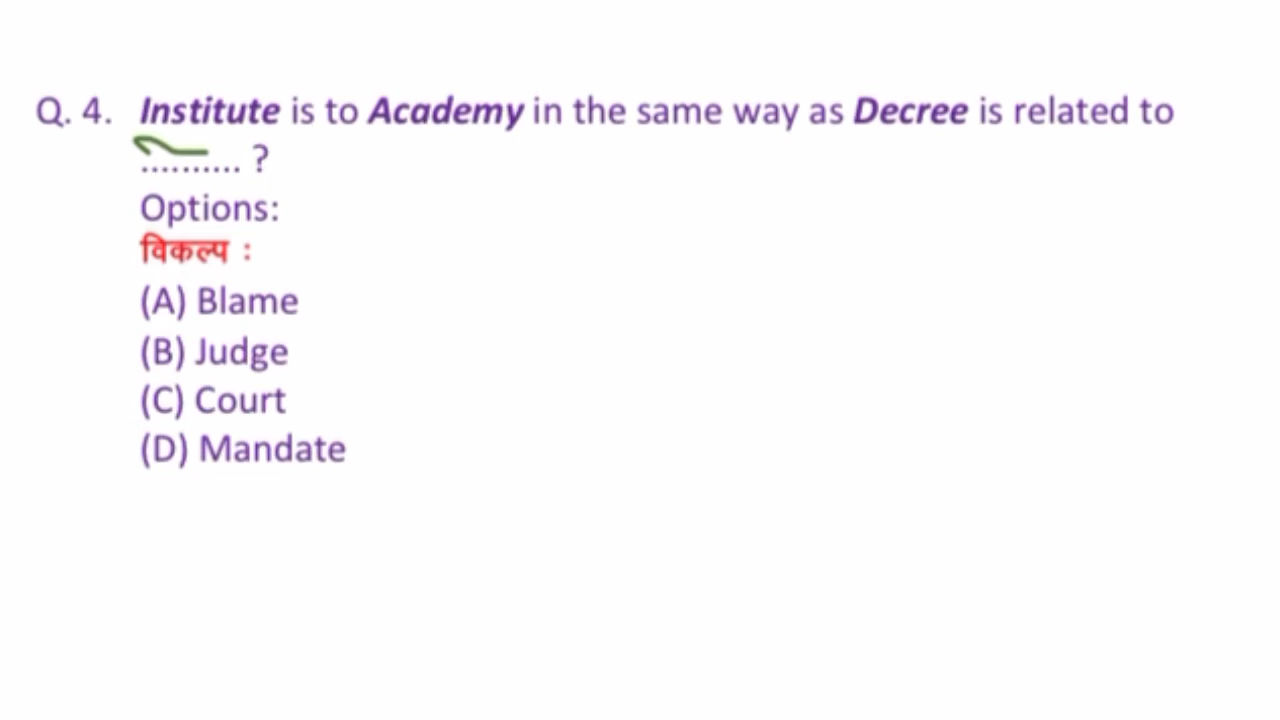 Q. 4. Institute is to Academy in the same way as Decree is related to
.......... ?
Options:
विकल्प :
(A) Blame
(B) Judge
(C) Court
(D) Mandate